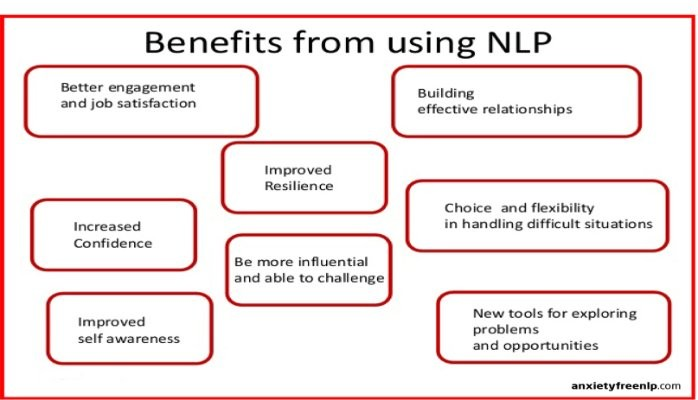 Benefits from using NLP
Better engagement
and job satisfaction
Building
effective relationships
Improved
Resilience
Choice and flexibility
in handling difficult situations
Increased
Confidence
Be more influential
and able to challenge
Improved
self awareness
New tools for exploring
problems
and opportunities
anxietyfreenlp.com